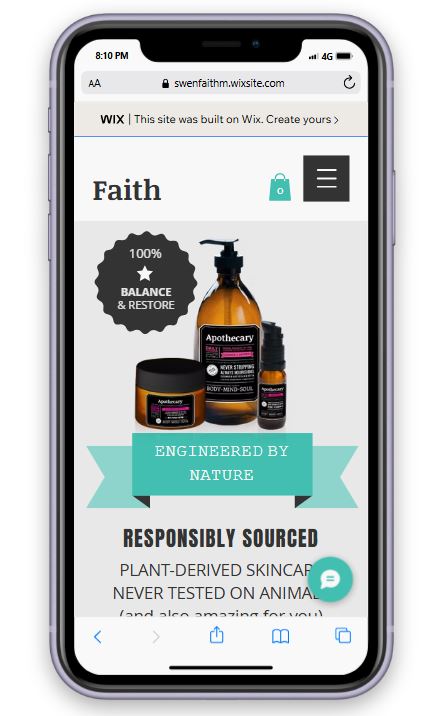 8:10 PM
4G
AA
swenfaithm.wixsite.com
WIX | This site was built on Wix. Create yours >
Faith
0
100%
BALANCE
& RESTORE
Apothecary
NEVER STRIPPING
ALWAYS NOURISHING
BODY·MIND·SOUL
Apothecary
Apothecary
ENGINEERED BY
NATURE
RESPONSIBLY SOURCED
PLANT-DERIVED SKINCAR
NEVER TESTED ON ANIMAL
(and also amazing for you)